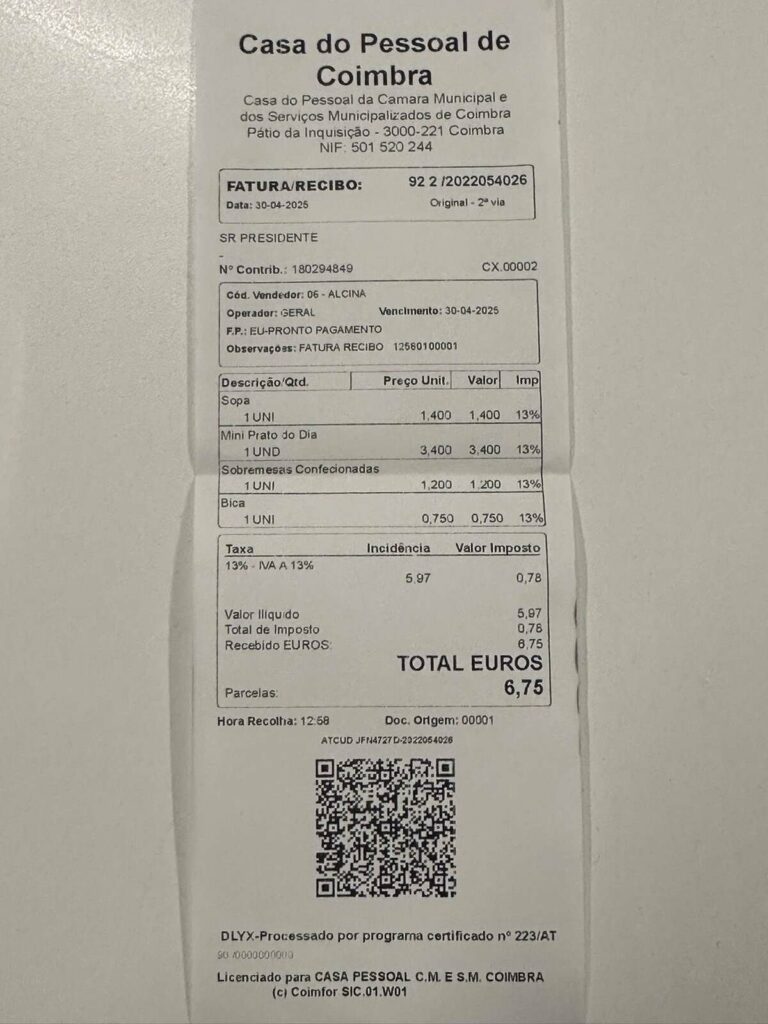 Casa do Pessoal de
Coimbra
Casa do Pessoal da Camara Municipal e
dos Serviços Municipalizados de Coimbra
Pátio da Inquisição - 3000-221 Coimbra
NIF: 501 520 244
FATURA/RECIBO: 92 2 /2022054026
Data: 30-04-2025 Original - 2ª via
SR PRESIDENTE
-
Nº Contrib.: 180294849 CX.00002
Cód. Vendedor: 06 - ALCINA
Operador: GERAL Vencimento: 30-04-2025
F.P.: EU-PRONTO PAGAMENTO
Observações: FATURA RECIBO 12580100001
Descrição/Qtd. Preço Unit. Valor Imp
Sopa
1 UNI 1,400 1,400 13%
Mini Prato do Dia
1 UND 3,400 3,400 13%
Sobremesas Confecionadas
1 UNI 1,200 1,200 13%
Bica
1 UNI 0,750 0,750 13%
Taxa Incidência Valor Imposto
13% - IVA A 13%
5,97 0,78
Valor Iliquido 5,97
Total de Imposto 0,78
Recebido EUROS: 6,75
TOTAL EUROS
6,75
Parcelas:
Hora Recolha: 12:58 Doc. Origem: 00001
ATCUD JFN4727D-2022054026
DLYX-Processado por programa certificado nº 223/AT
90 /0000000000
Licenciado para CASA PESSOAL C.M. E S.M. COIMBRA
(c) Coimfor SIC.01.W01